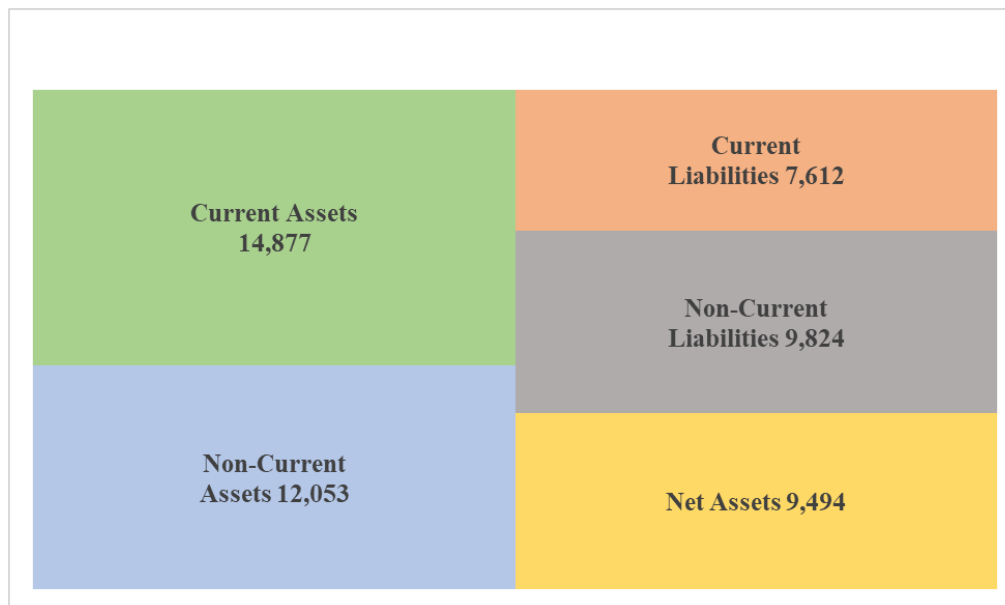 Current Assets
14,877
Non-Current
Assets 12,053
Current
Liabilities 7,612
Non-Current
Liabilities 9,824
Net Assets 9,494